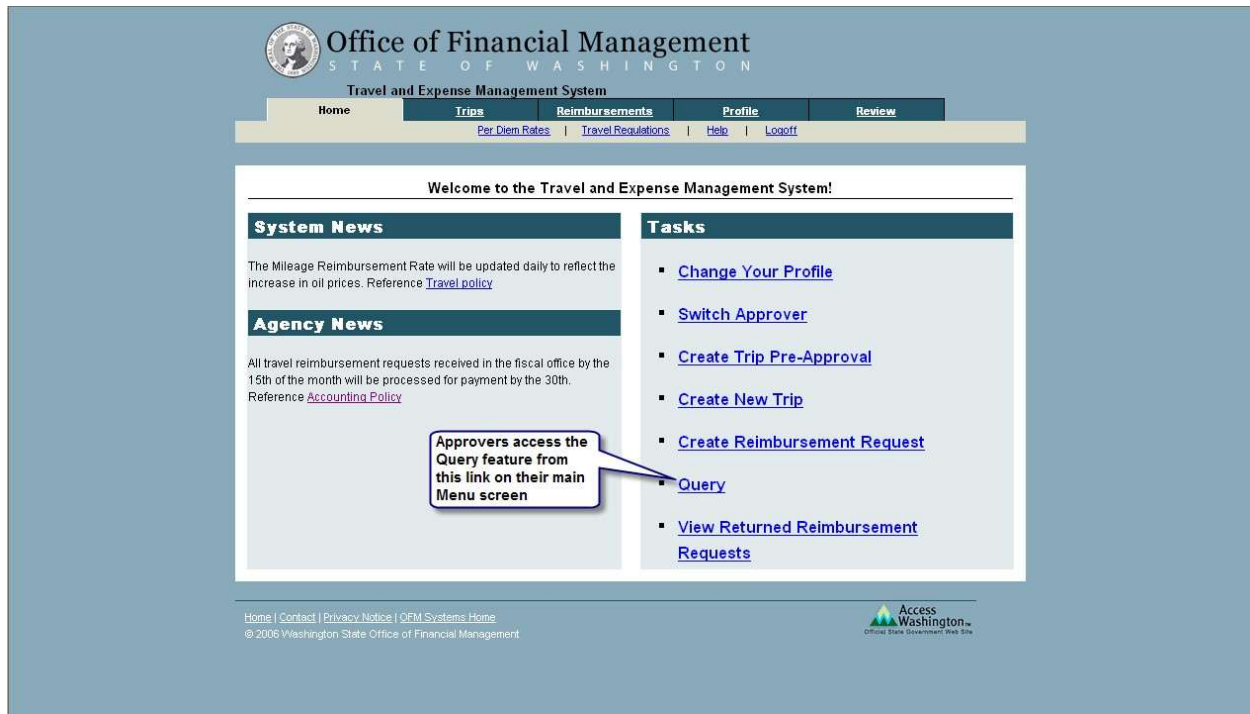 Office of Financial Management
STATE OF WASHINGTON
Travel and Expense Management System
Home Trips Reimbursements Profile Review
Per Diem Rates | Travel Regulations | Help | Logoff
Welcome to the Travel and Expense Management System!
System News
The Mileage Reimbursement Rate will be updated daily to reflect the
increase in oil prices. Reference Travel policy
Agency News
All travel reimbursement requests received in the fiscal office by the
15th of the month will be processed for payment by the 30th.
Reference Accounting Policy
Approvers access the
Query feature from
this link on their main
Menu screen
Tasks
Change Your Profile
Switch Approver
Create Trip Pre-Approval
Create New Trip
Create Reimbursement Request
Query
View Returned Reimbursement
Requests
Home | Contact | Privacy Notice | OFM Systems Home
© 2006 Washington State Office of Financial Management
Access
Washington
Official State Government Web Site